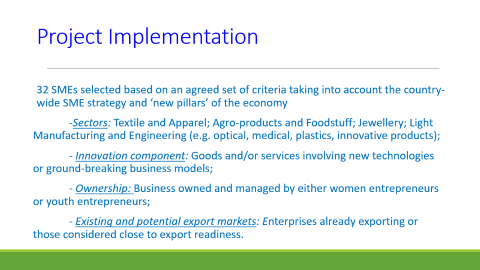 Project Implementation
32 SMEs selected based on an agreed set of criteria taking into account the country-
wide SME strategy and ‘new pillars’ of the economy
-Sectors: Textile and Apparel; Agro-products and Foodstuff; Jewellery; Light
Manufacturing and Engineering (e.g. optical, medical, plastics, innovative products);
- Innovation component: Goods and/or services involving new technologies
or ground-breaking business models;
- Ownership: Business owned and managed by either women entrepreneurs
or youth entrepreneurs;
- Existing and potential export markets: Enterprises already exporting or
those considered close to export readiness.